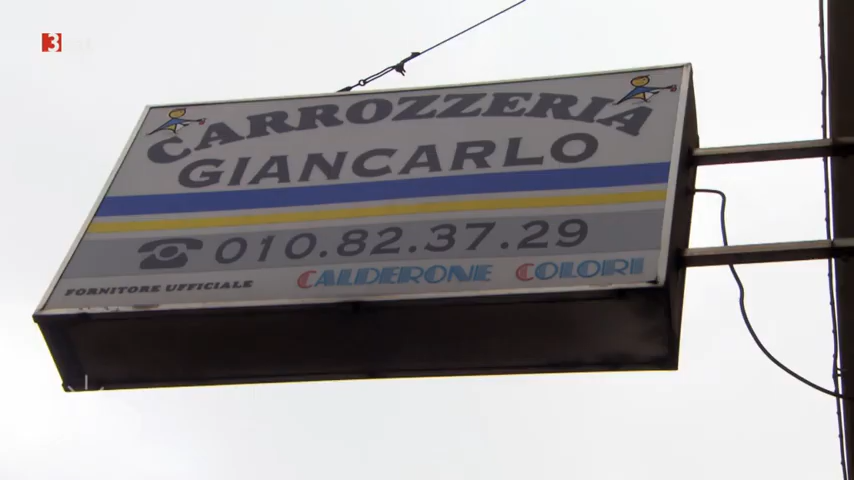 3
CARROZZERIA
GIANCARLO
010.82.37.29
FORNITORE UFFICIALE CALDERONE COLORI